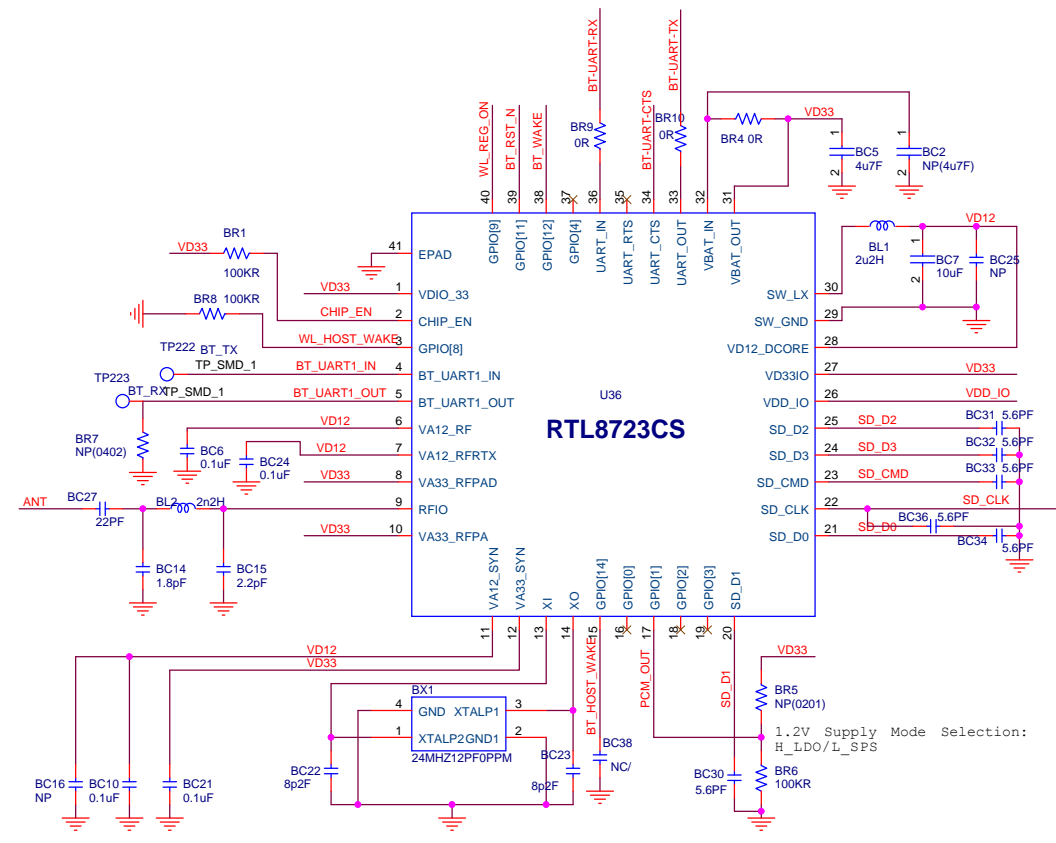 BT-UART-RX
BT-UART-TX
WL_REG_ON
BT_RST_N
BT_WAKE
BR9
0R
BT-UART-CTS
BR10
0R
BR4 0R
VD33
1
BC5
4u7F
2
1
BC2
NP(4u7F)
2
40
39
38
37
36
35
34
33
32
31
GPIO[9]
GPIO[11]
GPIO[12]
GPIO[4]
UART_IN
UART_RTS
UART_CTS
UART_OUT
VBAT_IN
VBAT_OUT
VD33
BR1
100KR
41
EPAD
VD33
1
VDIO_33
BR8 100KR
CHIP_EN
2
CHIP_EN
WL_HOST_WAKE
3
GPIO[8]
TP222
BT_TX
TP_SMD_1
BT_UART1_IN
4
BT_UART1_IN
TP223
BT_RX
TP_SMD_1
BT_UART1_OUT
5
BT_UART1_OUT
BR7
NP(0402)
VD12
6
VA12_RF
BC6
0.1uF
VD12
7
VA12_RFRTX
BC24
0.1uF
VD33
8
VA33_RFPAD
ANT
BC27
22PF
BL2
2n2H
9
RFIO
VD33
10
VA33_RFPA
BC14
1.8pF
BC15
2.2pF
U36
RTL8723CS
VD12
BL1
2u2H
1
BC7
10uF
2
BC25
NP
SW_LX
30
SW_GND
29
VD12_DCORE
28
VD33IO
27
VD33
VDD_IO
26
VDD_IO
SD_D2
25
SD_D2
BC31
5.6PF
SD_D3
24
SD_D3
BC32
5.6PF
SD_CMD
23
SD_CMD
BC33
5.6PF
SD_CLK
22
SD_CLK
BC36
5.6PF
SD_D0
21
SD_D0
BC34
5.6PF
VA12_SYN
VA33_SYN
XI
XO
GPIO[14]
GPIO[0]
GPIO[1]
GPIO[2]
GPIO[3]
SD_D1
11
12
13
14
15
16
17
18
19
20
VD12
VD33
BT_HOST_WAKE
PCM_OUT
SD_D1
VD33
BR5
NP(0201)
BX1
4
GND
XTALP1
3
1
XTALP2
GND1
2
24MHZ12PF0PPM
1.2V Supply Mode Selection:
H_LDO/L_SPS
BC16
NP
BC10
0.1uF
BC21
0.1uF
BC22
8p2F
BC23
8p2F
BC38
NC/
BC30
5.6PF
BR6
100KR